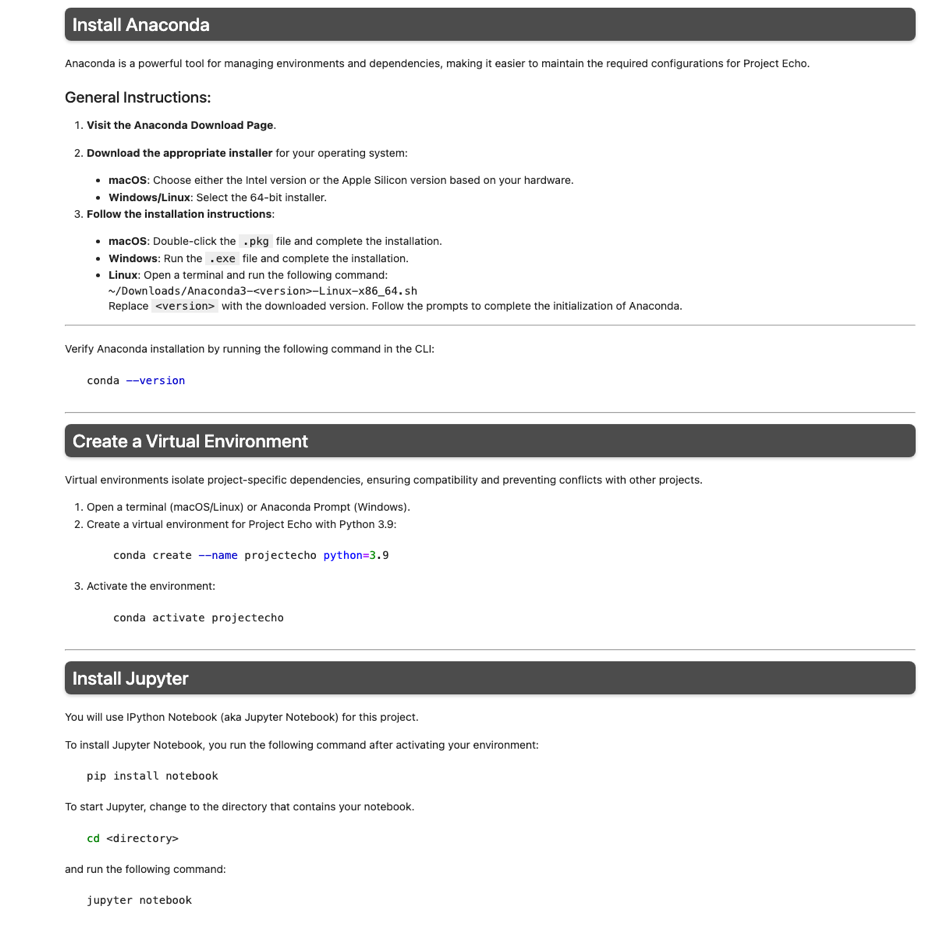 Install Anaconda
Anaconda is a powerful tool for managing environments and dependencies, making it easier to maintain the required configurations for Project Echo.
General Instructions:
1. Visit the Anaconda Download Page.
2. Download the appropriate installer for your operating system:
• macOS: Choose either the Intel version or the Apple Silicon version based on your hardware.
• Windows/Linux: Select the 64-bit installer.
3. Follow the installation instructions:
• macOS: Double-click the .pkg file and complete the installation.
• Windows: Run the .exe file and complete the installation.
• Linux: Open a terminal and run the following command:
~/Downloads/Anaconda3-<version>-Linux-x86_64.sh
Replace <version> with the downloaded version. Follow the prompts to complete the initialization of Anaconda.
Verify Anaconda installation by running the following command in the CLI:
conda --version
Create a Virtual Environment
Virtual environments isolate project-specific dependencies, ensuring compatibility and preventing conflicts with other projects.
1. Open a terminal (macOS/Linux) or Anaconda Prompt (Windows).
2. Create a virtual environment for Project Echo with Python 3.9:
conda create --name projectecho python=3.9
3. Activate the environment:
conda activate projectecho
Install Jupyter
You will use IPython Notebook (aka Jupyter Notebook) for this project.
To install Jupyter Notebook, you run the following command after activating your environment:
pip install notebook
To start Jupyter, change to the directory that contains your notebook.
cd <directory>
and run the following command:
jupyter notebook